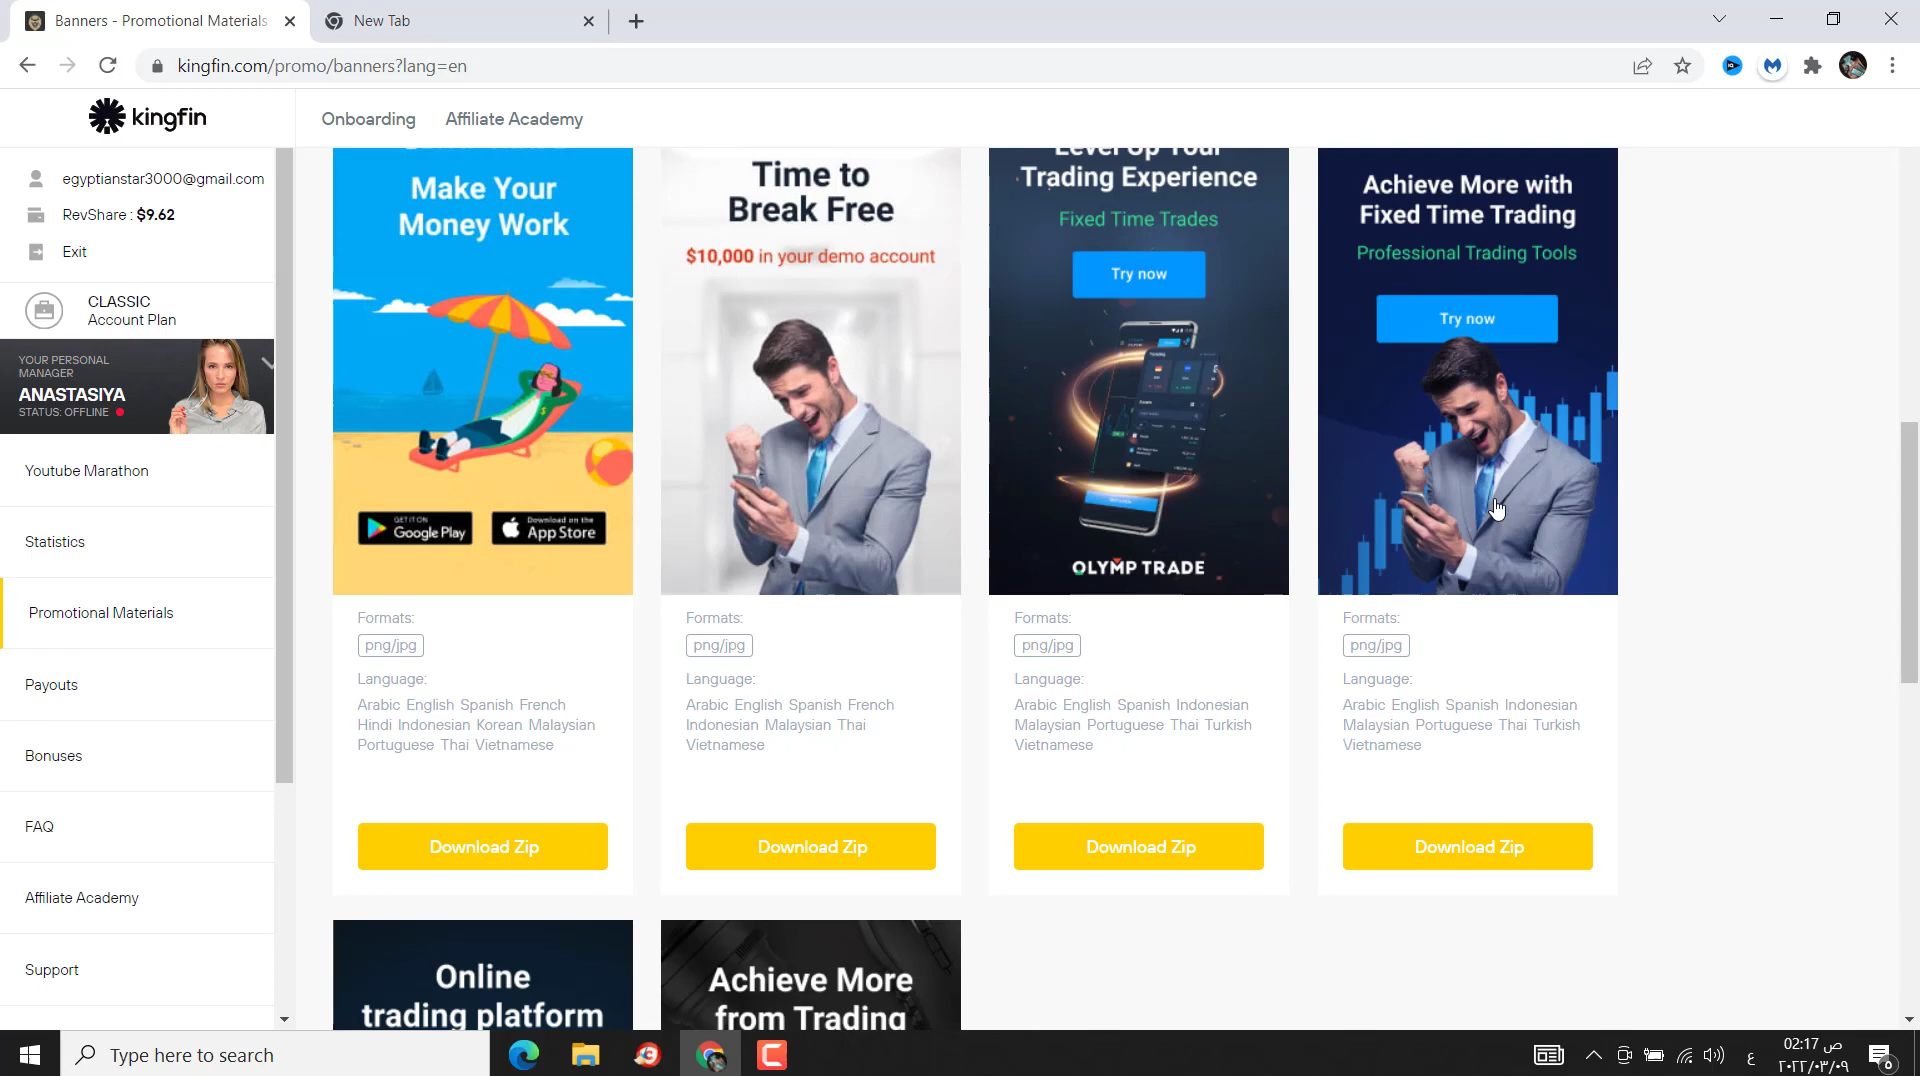 Banners - Promotional Materials
New Tab
kingfin.com/promo/banners?lang=en
kingfin
Onboarding
Affiliate Academy
egyptianstar3000@gmail.com
RevShare : $9.62
Exit
CLASSIC
Account Plan
YOUR PERSONAL
MANAGER
ANASTASIYA
STATUS: OFFLINE
Youtube Marathon
Statistics
Promotional Materials
Payouts
Bonuses
FAQ
Affiliate Academy
Support
Make Your
Money Work
GET IT ON
Google Play
Download on the
App Store
Formats:
png/jpg
Language:
Arabic English Spanish French
Hindi Indonesian Korean Malaysian
Portuguese Thai Vietnamese
Download Zip
Time to
Break Free
$10,000 in your demo account
Formats:
png/jpg
Language:
Arabic English Spanish French
Indonesian Malaysian Thai
Vietnamese
Download Zip
Level Up Your
Trading Experience
Fixed Time Trades
Try now
OLYMP TRADE
Formats:
png/jpg
Language:
Arabic English Spanish Indonesian
Malaysian Portuguese Thai Turkish
Vietnamese
Download Zip
Achieve More with
Fixed Time Trading
Professional Trading Tools
Try now
Formats:
png/jpg
Language:
Arabic English Spanish Indonesian
Malaysian Portuguese Thai Turkish
Vietnamese
Download Zip
Online
trading platform
Achieve More
from Trading
Type here to search
ع
02:17 ص
٢٠٢٢/٠٣/٠٩
٥